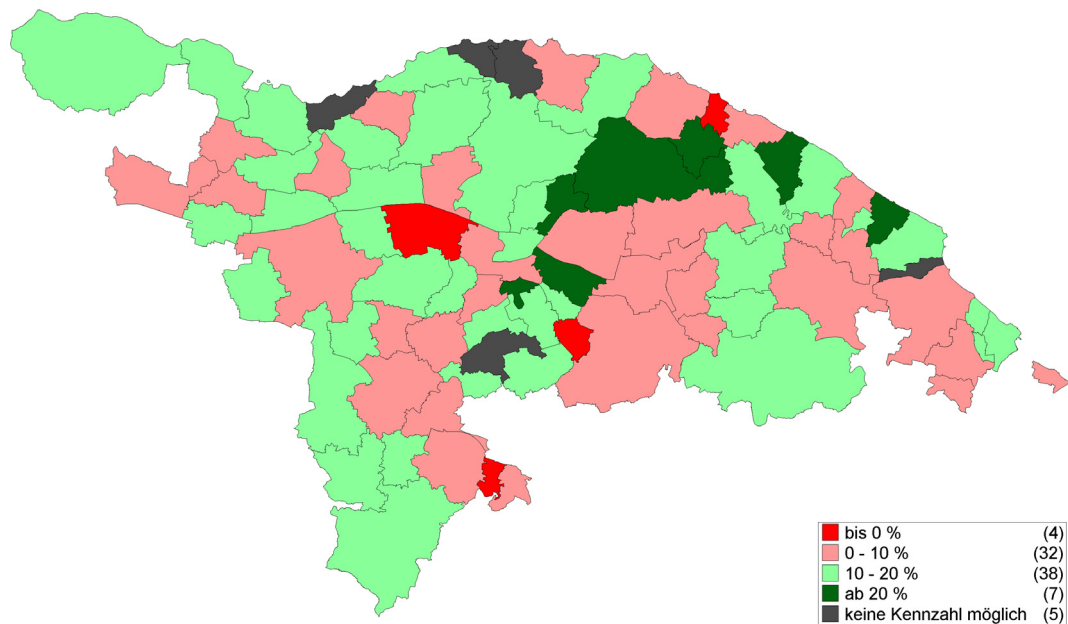 bis 0 % (4)
0 - 10 % (32)
10 - 20 % (38)
ab 20 % (7)
keine Kennzahl möglich (5)